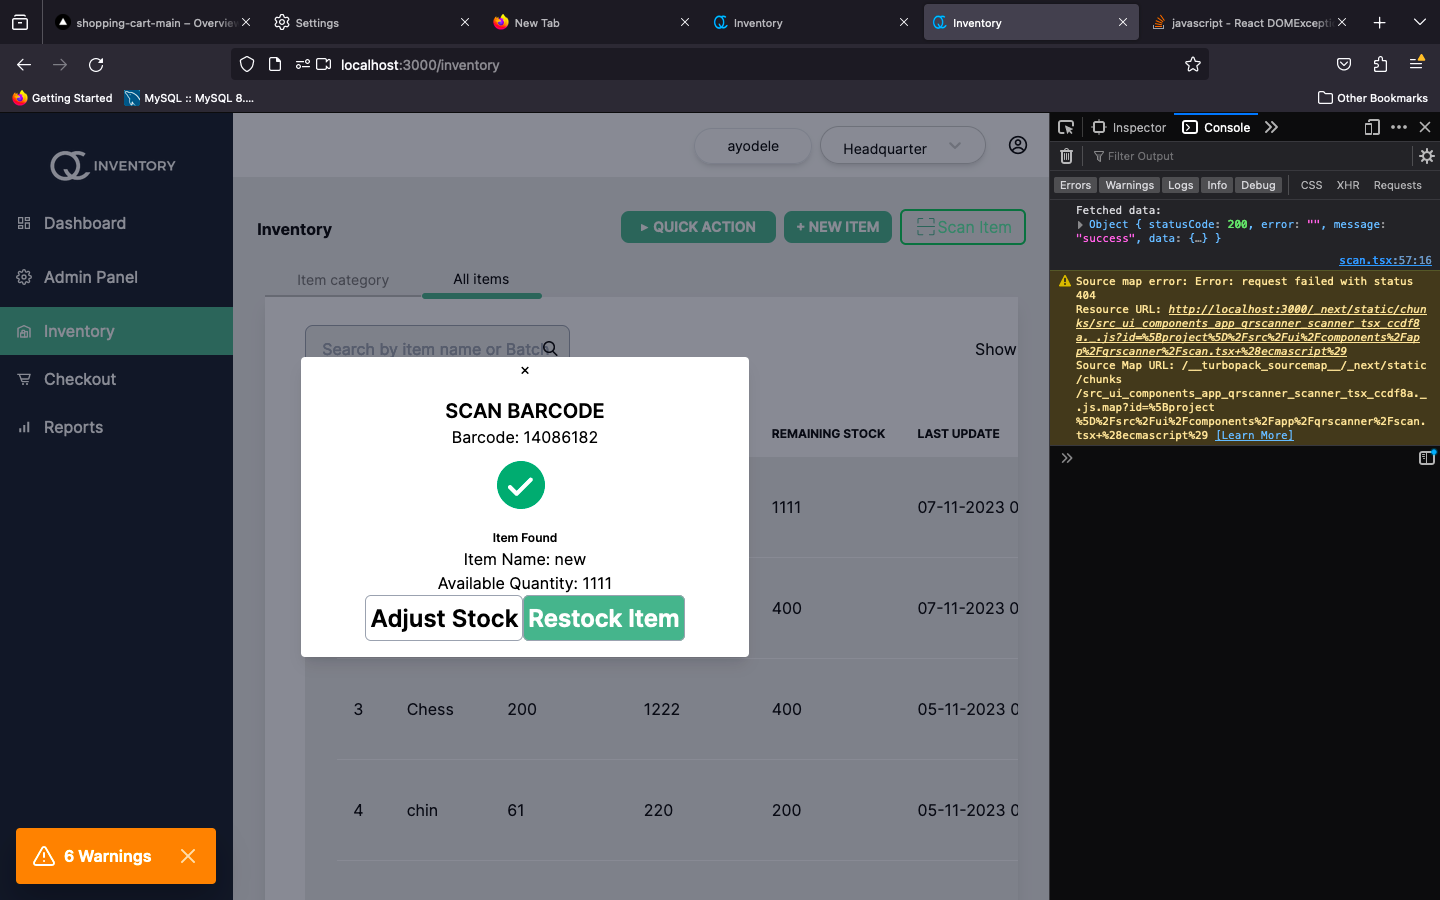 shopping-cart-main – Overview
Settings
New Tab
Inventory
Inventory
javascript - React DOMExcepti
localhost:3000/inventory
Getting Started
MySQL :: MySQL 8....
Other Bookmarks
QC INVENTORY
Dashboard
Admin Panel
Inventory
Checkout
Reports
6 Warnings
ayodele
Headquarter
Inventory
QUICK ACTION
+ NEW ITEM
Scan Item
Item category
All items
Search by item name or Batch
Show
REMAINING STOCK
LAST UPDATE
1111
07-11-2023 0
400
07-11-2023 0
3 Chess 200 1222 400 05-11-2023 0
4 chin 61 220 200 05-11-2023 0
×
SCAN BARCODE
Barcode: 14086182
Item Found
Item Name: new
Available Quantity: 1111
Adjust Stock
Restock Item
Inspector
Console
Filter Output
Errors Warnings Logs Info Debug CSS XHR Requests
Fetched data:
Object { statusCode: 200, error: "", message:
"success", data: {…} }
scan.tsx:57:16
Source map error: Error: request failed with status
404
Resource URL: http://localhost:3000/_next/static/chun
ks/src_ui_components_app_qrscanner_scanner_tsx_ccdf8
a._.js?id=%5Bproject%5D%2Fsrc%2Fui%2Fcomponents%2Fap
p%2Fqrscanner%2Fscan.tsx+%28ecmascript%29
Source Map URL: /__turbopack_sourcemap__/_next/static
/chunks
/src_ui_components_app_qrscanner_scanner_tsx_ccdf8a._
.js.map?id=%5Bproject
%5D%2Fsrc%2Fui%2Fcomponents%2Fapp%2Fqrscanner%2Fscan.
tsx+%28ecmascript%29 [Learn More]